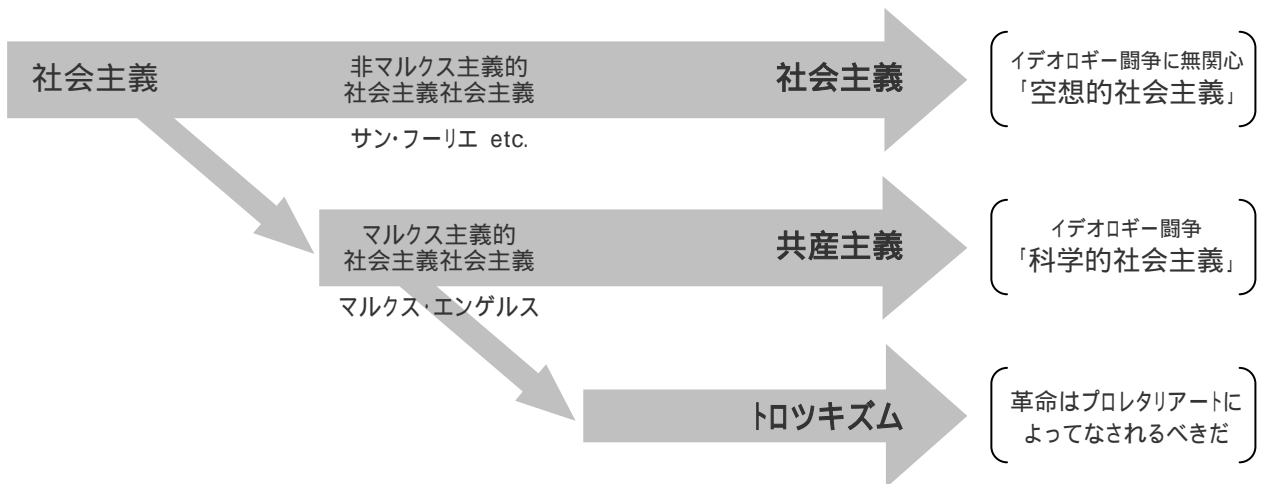 社会主義
非マルクス主義的
社会主義社会主義
サン・フーリエ etc.
社会主義
イデオロギー闘争に無関心
「空想的社会主義」
マルクス主義的
社会主義社会主義
マルクス・エンゲルス
共産主義
イデオロギー闘争
「科学的社会主義」
トロツキズム
革命はプロレタリアートに
よってなされるべきだ